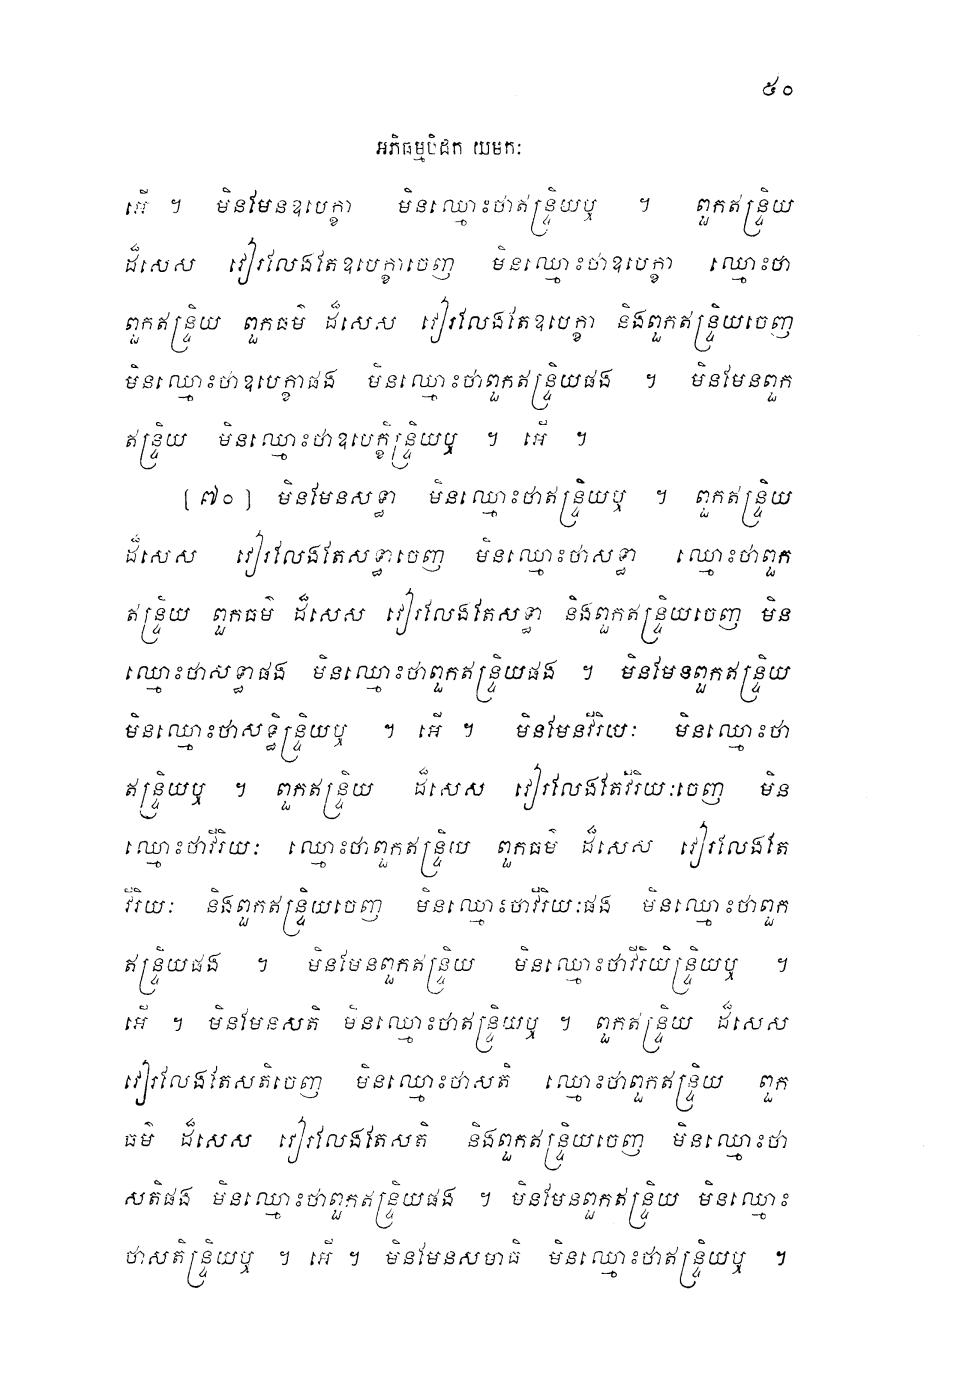 ៥០
អភិធម្មបិដក យមកៈ
អើ ។ មិនមែនឧបេក្ខា មិនឈ្មោះថាឥន្ទ្រិយឬ ។ ពួកឥន្ទ្រិយ
ដ៏សេស វៀរលែងតែឧបេក្ខាចេញ មិនឈ្មោះថាឧបេក្ខា ឈ្មោះថា
ពួកឥន្ទ្រិយ ពួកធម៌ ដ៏សេស វៀរលែងតែឧបេក្ខា និងពួកឥន្ទ្រិយចេញ
មិនឈ្មោះថាឧបេក្ខាផង មិនឈ្មោះថាពួកឥន្ទ្រិយផង ។ មិនមែនពួក
ឥន្ទ្រិយ មិនឈ្មោះថាឧបេក្ខិន្ទ្រិយឬ ។ អើ ។
[៧០] មិនមែនសទ្ធា មិនឈ្មោះថាឥន្ទ្រិយឬ ។ ពួកឥន្ទ្រិយ
ដ៏សេស វៀរលែងតែសទ្ធាចេញ មិនឈ្មោះថាសទ្ធា ឈ្មោះថាពួក
ឥន្ទ្រិយ ពួកធម៌ ដ៏សេស វៀរលែងតែសទ្ធា និងពួកឥន្ទ្រិយចេញ មិន
ឈ្មោះថាសទ្ធាផង មិនឈ្មោះថាពួកឥន្ទ្រិយផង ។ មិនមែនពួកឥន្ទ្រិយ
មិនឈ្មោះថាសទ្ធិន្ទ្រិយឬ ។ អើ ។ មិនមែនវីរិយៈ មិនឈ្មោះថា
ឥន្ទ្រិយឬ ។ ពួកឥន្ទ្រិយ ដ៏សេស វៀរលែងតែវីរិយៈចេញ មិន
ឈ្មោះថាវីរិយៈ ឈ្មោះថាពួកឥន្ទ្រិយ ពួកធម៌ ដ៏សេស វៀរលែងតែ
វីរិយៈ និងពួកឥន្ទ្រិយចេញ មិនឈ្មោះថាវីរិយៈផង មិនឈ្មោះថាពួក
ឥន្ទ្រិយផង ។ មិនមែនពួកឥន្ទ្រិយ មិនឈ្មោះថាវីរិយិន្ទ្រិយឬ ។
អើ ។ មិនមែនសតិ មិនឈ្មោះថាឥន្ទ្រិយឬ ។ ពួកឥន្ទ្រិយ ដ៏សេស
វៀរលែងតែសតិចេញ មិនឈ្មោះថាសតិ ឈ្មោះថាពួកឥន្ទ្រិយ ពួក
ធម៌ ដ៏សេស វៀរលែងតែសតិ និងពួកឥន្ទ្រិយចេញ មិនឈ្មោះថា
សតិផង មិនឈ្មោះថាពួកឥន្ទ្រិយផង ។ មិនមែនពួកឥន្ទ្រិយ មិនឈ្មោះ
ថាសតិន្ទ្រិយឬ ។ អើ ។ មិនមែនសមាធិ មិនឈ្មោះថាឥន្ទ្រិយឬ ។